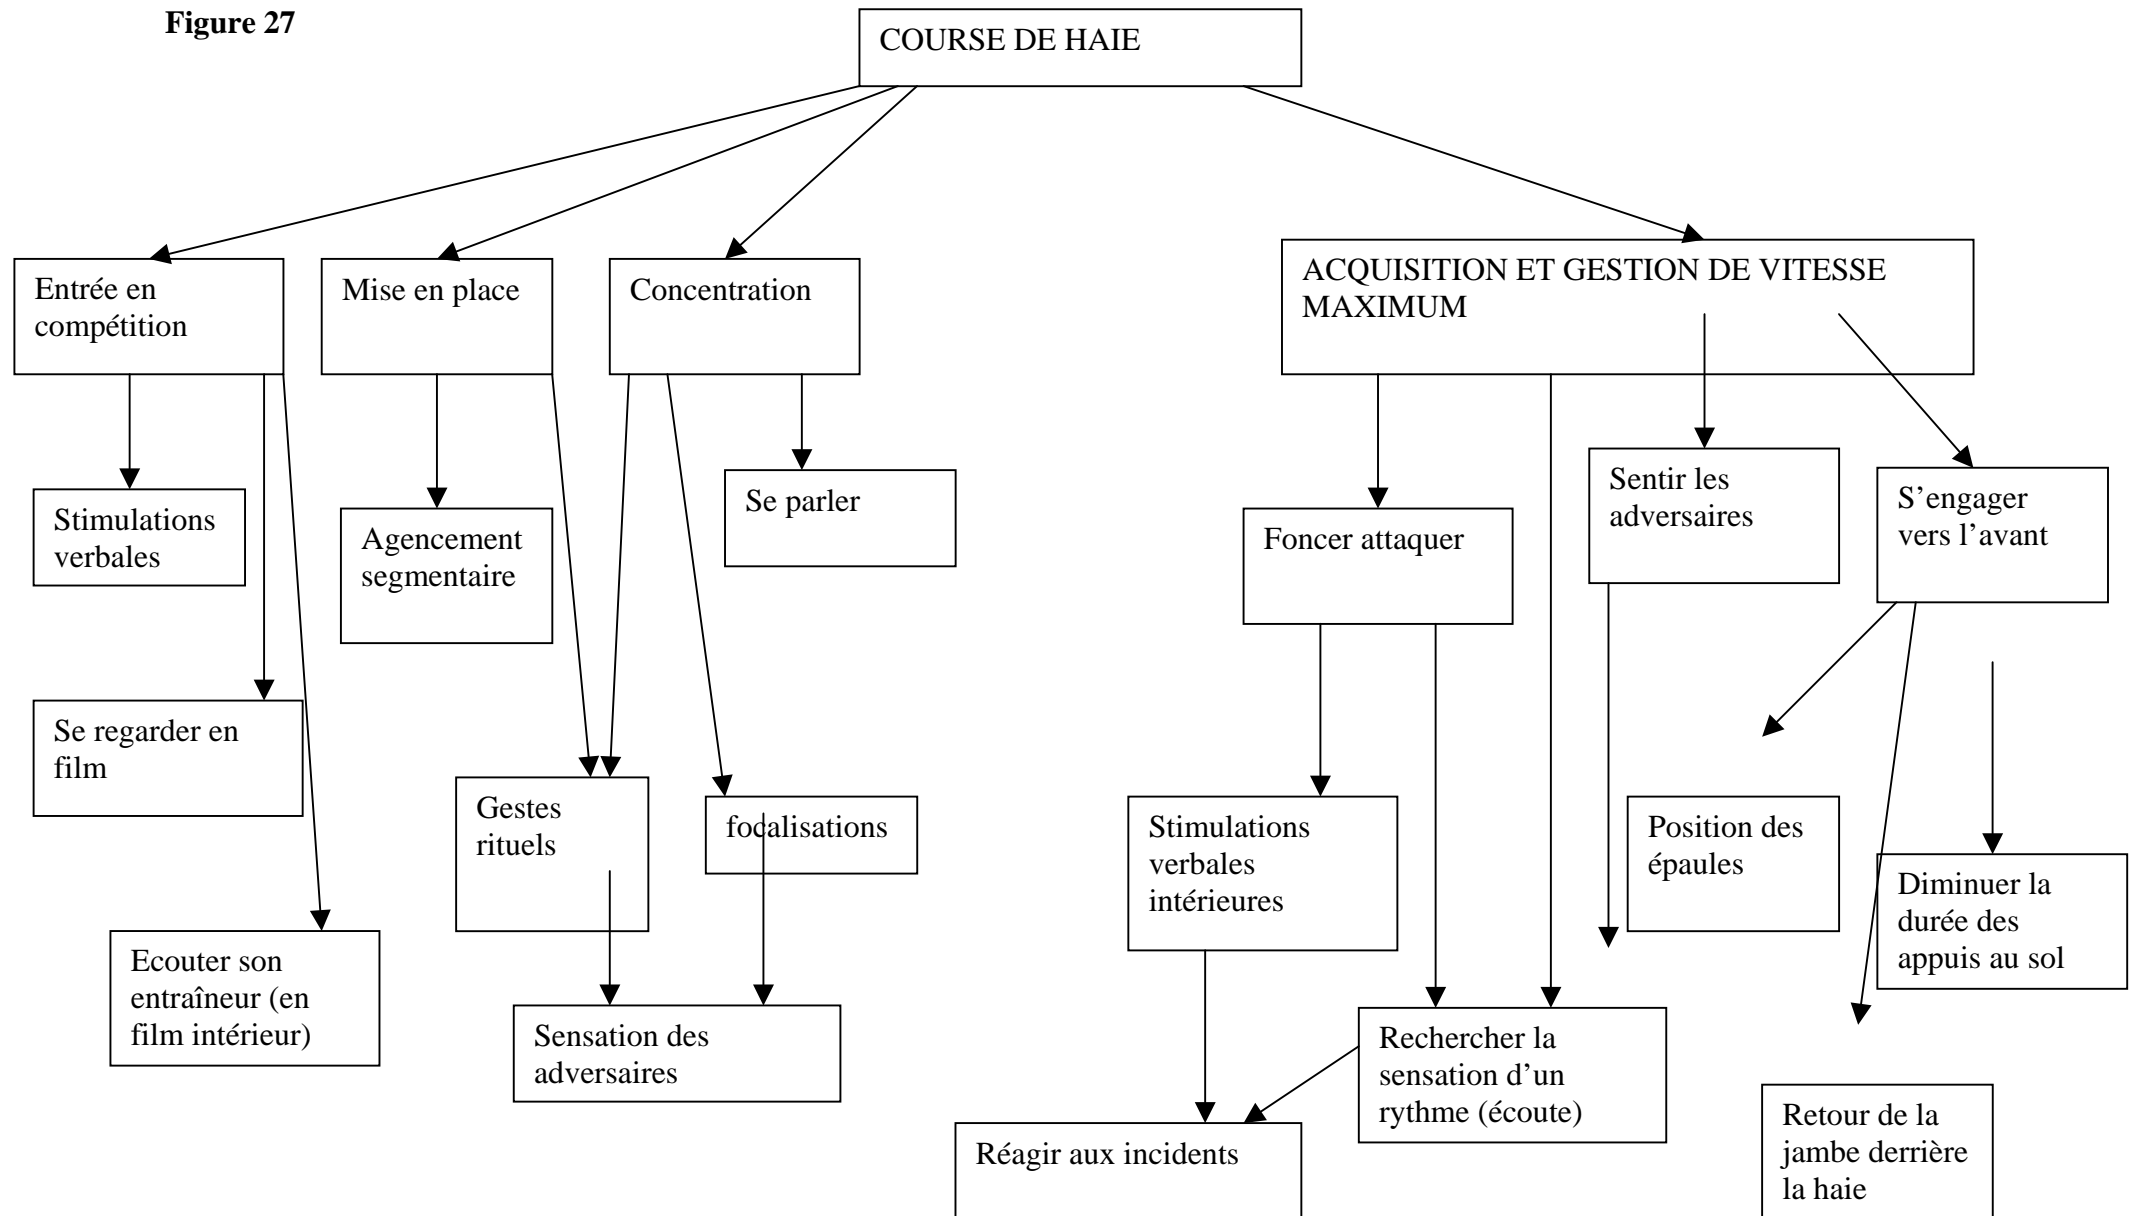 Figure 27
COURSE DE HAIE
Entrée en
compétition
Mise en place
Concentration
ACQUISITION ET GESTION DE VITESSE
MAXIMUM
Stimulations
verbales
Agencement
segmentaire
Se parler
Foncer attaquer
Sentir les
adversaires
S’engager
vers l’avant
Se regarder en
film
Gestes
rituels
focalisations
Stimulations
verbales
intérieures
Position des
épaules
Diminuer la
durée des
appuis au sol
Ecouter son
entraîneur (en
film intérieur)
Sensation des
adversaires
Rechercher la
sensation d’un
rythme (écoute)
Réagir aux incidents
Retour de la
jambe derrière
la haie